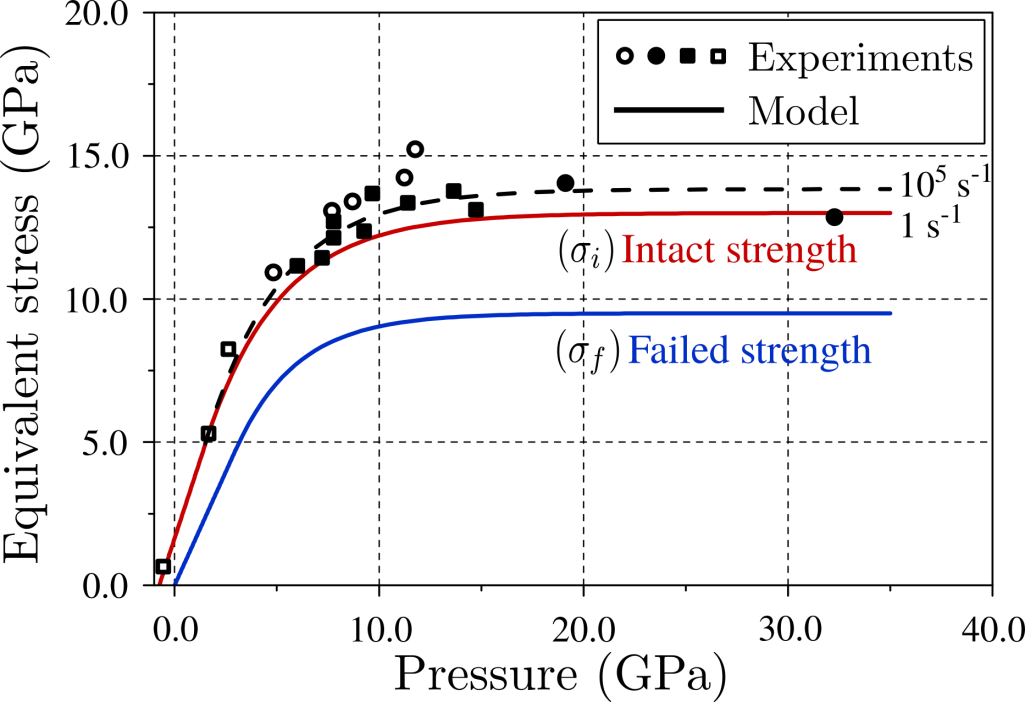 20.0
15.0
10.0
5.0
0.0
Equivalent stress (GPa)
Experiments
Model
10⁵ s⁻¹
1 s⁻¹
(σᵢ) Intact strength
(σ_f) Failed strength
0.0 10.0 20.0 30.0 40.0
Pressure (GPa)